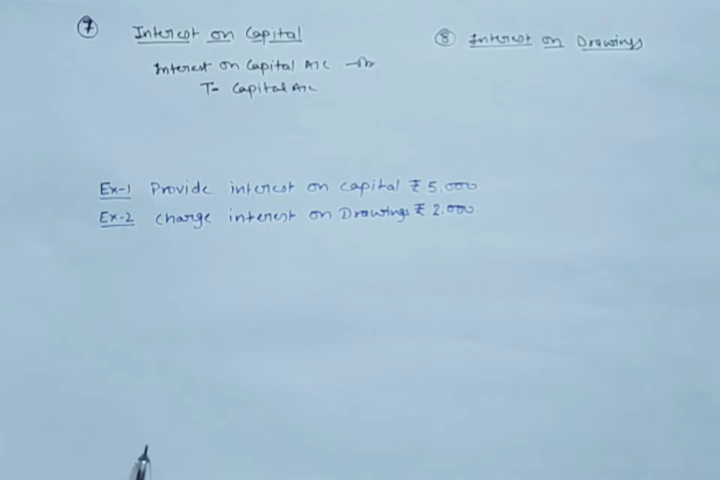 ⑦ Interest on Capital
Interest on Capital A/c -Dr
To Capital A/c
⑧ Interest on Drawings
Ex-1 Provide interest on capital ₹ 5,000
Ex-2 Charge interest on Drawings ₹ 2,000